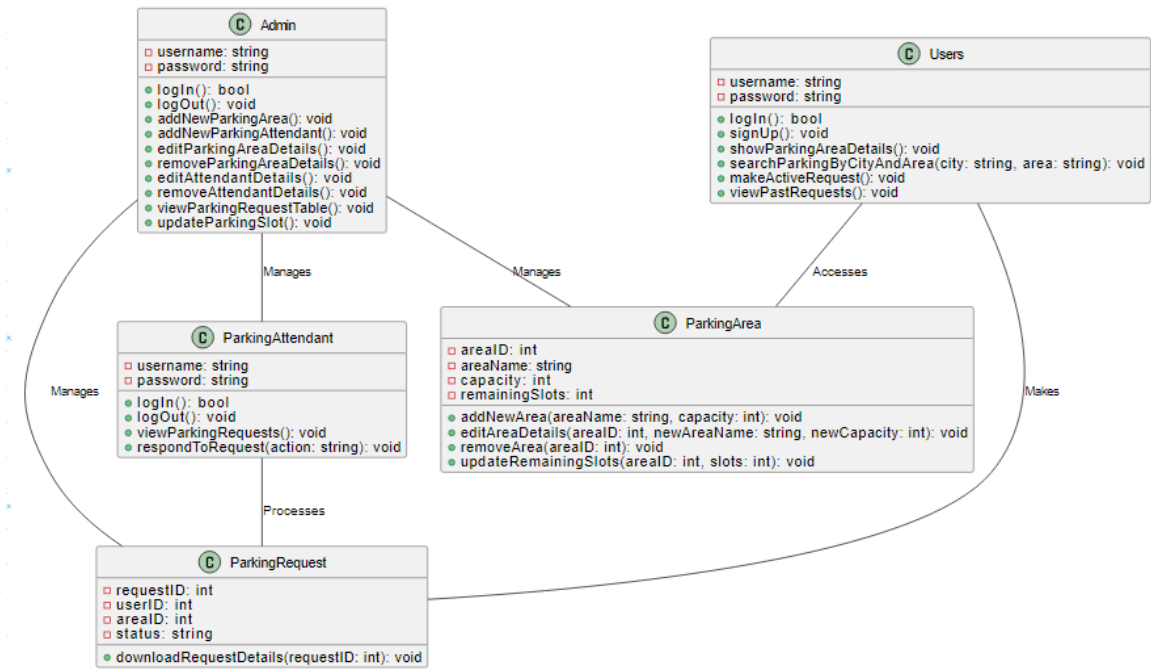 C Admin
username: string
password: string
logIn(): bool
logOut(): void
addNewParkingArea(): void
addNewParkingAttendant(): void
editParkingAreaDetails(): void
removeParkingAreaDetails(): void
editAttendantDetails(): void
removeAttendantDetails(): void
viewParkingRequestTable(): void
updateParkingSlot(): void
C Users
username: string
password: string
logIn(): bool
signUp(): void
showParkingAreaDetails(): void
searchParkingByCityAndArea(city: string, area: string): void
makeActiveRequest(): void
viewPastRequests(): void
Manages
Manages
Accesses
C ParkingAttendant
username: string
password: string
logIn(): bool
logOut(): void
viewParkingRequests(): void
respondToRequest(action: string): void
C ParkingArea
areaID: int
areaName: string
capacity: int
remainingSlots: int
addNewArea(areaName: string, capacity: int): void
editAreaDetails(areaID: int, newAreaName: string, newCapacity: int): void
removeArea(areaID: int): void
updateRemainingSlots(areaID: int, slots: int): void
Manages
Makes
Processes
C ParkingRequest
requestID: int
userID: int
areaID: int
status: string
downloadRequestDetails(requestID: int): void